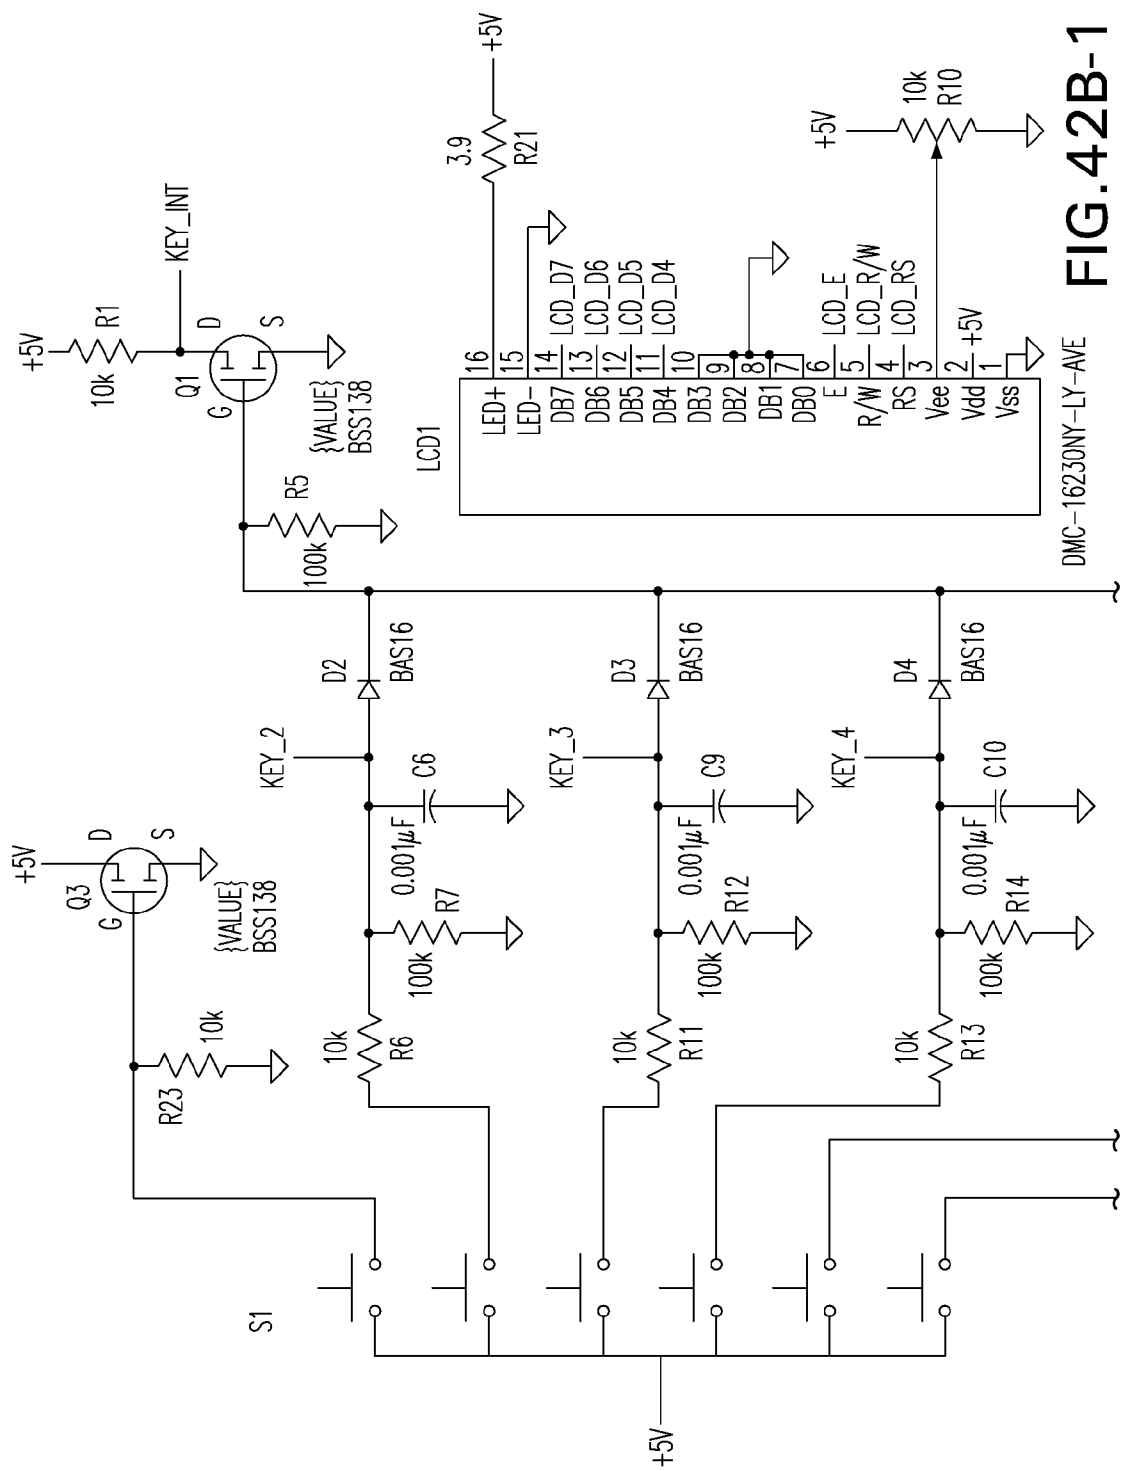 +5V
S1
R23
10k
G
Q3
D
S
+5V
{VALUE}
BSS138
10k
R6
100k
R7
0.001μF
C6
KEY_2
D2
BAS16
10k
R11
100k
R12
0.001μF
C9
KEY_3
D3
BAS16
10k
R13
100k
R14
0.001μF
C10
KEY_4
D4
BAS16
100k
R5
+5V
10k
R1
KEY_INT
Q1
G
D
S
{VALUE}
BSS138
LCD1
LED+ 16
LED- 15
DB7 14 LCD_D7
DB6 13 LCD_D6
DB5 12 LCD_D5
DB4 11 LCD_D4
DB3 10
DB2 9
DB1 8
DB0 7
E 6 LCD_E
R/W 5 LCD_R/W
RS 4 LCD_RS
Vee 3
Vdd 2 +5V
Vss 1
DMC-16230NY-LY-AVE
3.9
R21
+5V
+5V
10k
R10
FIG.42B-1